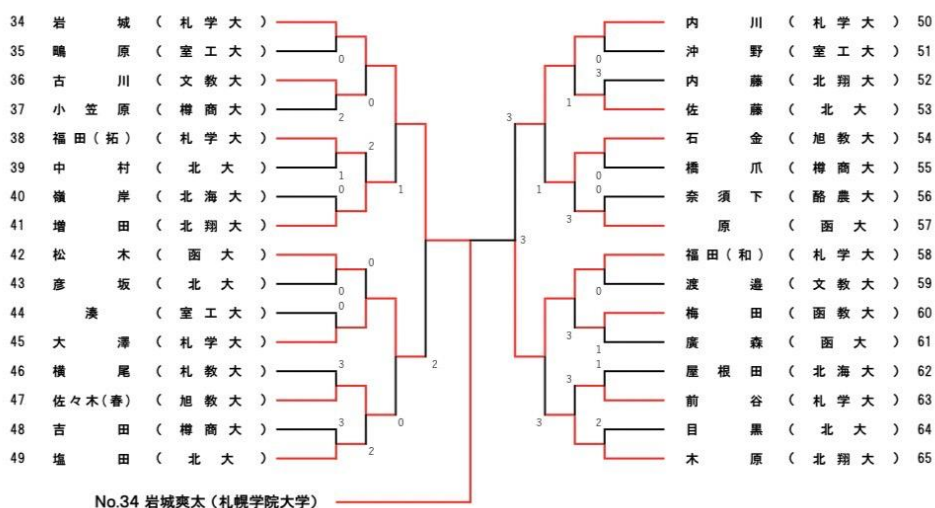 34 岩城 (札学大) 内川 (札学大) 50
0
35 鴫原 (室工大) 沖野 (室工大) 51
0 3
36 古川 (文教大) 内藤 (北翔大) 52
0 1
37 小笠原 (樽商大) 佐藤 (北大) 53
2 3
38 福田(拓) (札学大) 石金 (旭教大) 54
2
39 中村 (北大) 橋爪 (樽商大) 55
1 0
0 1 1 0
40 嶺岸 (北海大) 奈須下 (酪農大) 56
3
41 増田 (北翔大) 原 (函大) 57
3
42 松木 (函大) 福田(和) (札学大) 58
0
43 彦坂 (北大) 渡邉 (文教大) 59
0 0
44 湊 (室工大) 梅田 (函教大) 60
3
45 大澤 (札学大) 廣森 (函大) 61
1
46 横尾 (札教大) 屋根田 (北海大) 62
3 2 1
47 佐々木(春) (旭教大) 前谷 (札学大) 63
3
48 吉田 (樽商大) 目黒 (北大) 64
3 0 3 2
49 塩田 (北大) 木原 (北翔大) 65
2
No.34 岩城爽太(札幌学院大学)